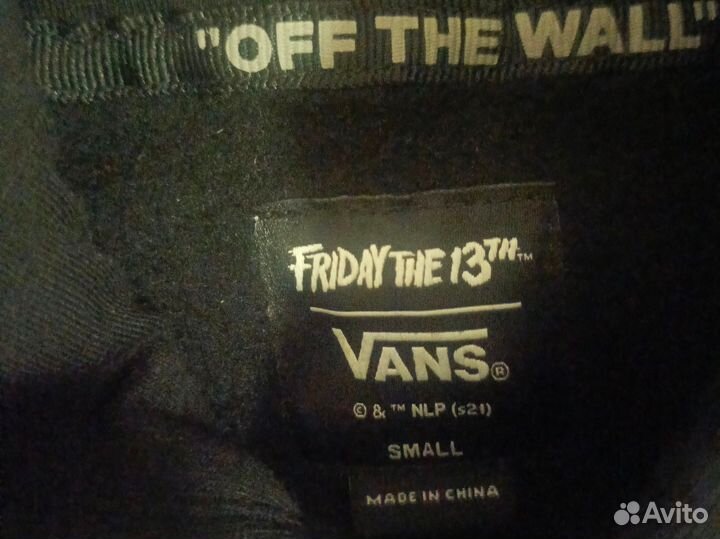 "OFF THE WALL"
FRIDAY THE 13TH™
VANS®
© & ™ NLP (s21)
SMALL
MADE IN CHINA
Avito